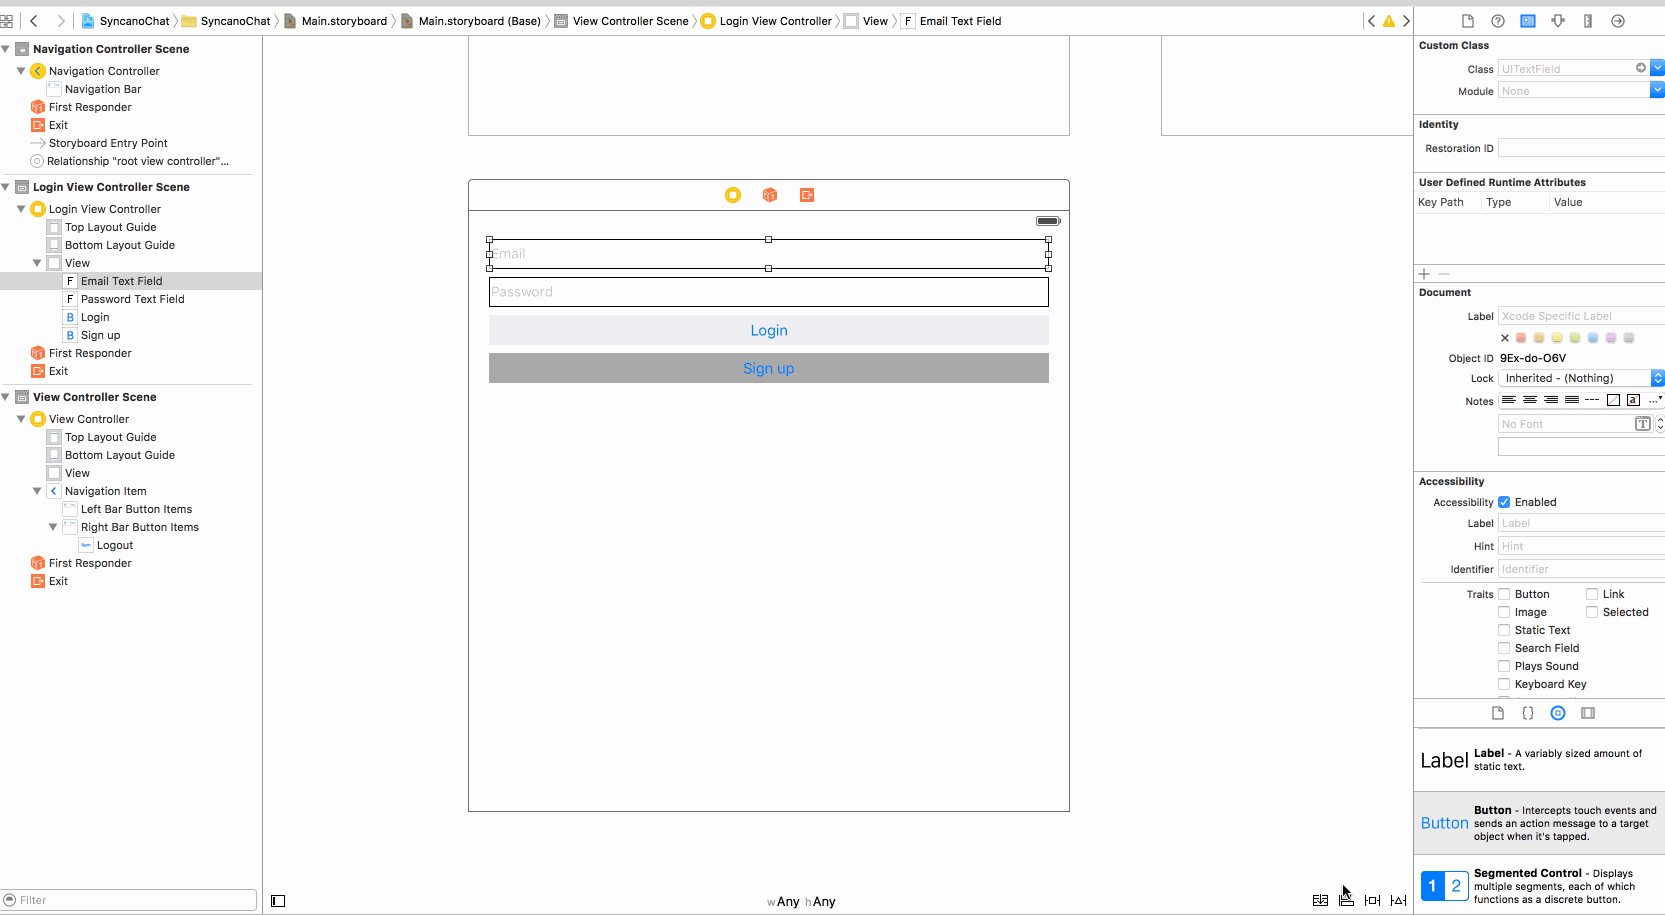 SyncanoChat SyncanoChat Main.storyboard Main.storyboard (Base) View Controller Scene Login View Controller View F Email Text Field
Navigation Controller Scene
Navigation Controller
Navigation Bar
First Responder
Exit
Storyboard Entry Point
Relationship "root view controller"...
Login View Controller Scene
Login View Controller
Top Layout Guide
Bottom Layout Guide
View
F Email Text Field
F Password Text Field
B Login
B Sign up
First Responder
Exit
View Controller Scene
View Controller
Top Layout Guide
Bottom Layout Guide
View
Navigation Item
Left Bar Button Items
Right Bar Button Items
Item Logout
First Responder
Exit
Filter
Email
Password
Login
Sign up
wAny hAny
Custom Class
Class UITextField
Module None
Identity
Restoration ID
User Defined Runtime Attributes
Key Path Type Value
Document
Label Xcode Specific Label
Object ID 9Ex-do-O6V
Lock Inherited - (Nothing)
Notes
No Font T
Accessibility
Accessibility Enabled
Label Label
Hint Hint
Identifier Identifier
Traits Button Link
Image Selected
Static Text
Search Field
Plays Sound
Keyboard Key
Label Label - A variably sized amount of
static text.
Button - Intercepts touch events and
Button sends an action message to a target
object when it's tapped.
Segmented Control - Displays
1 2 multiple segments, each of which
functions as a discrete button.